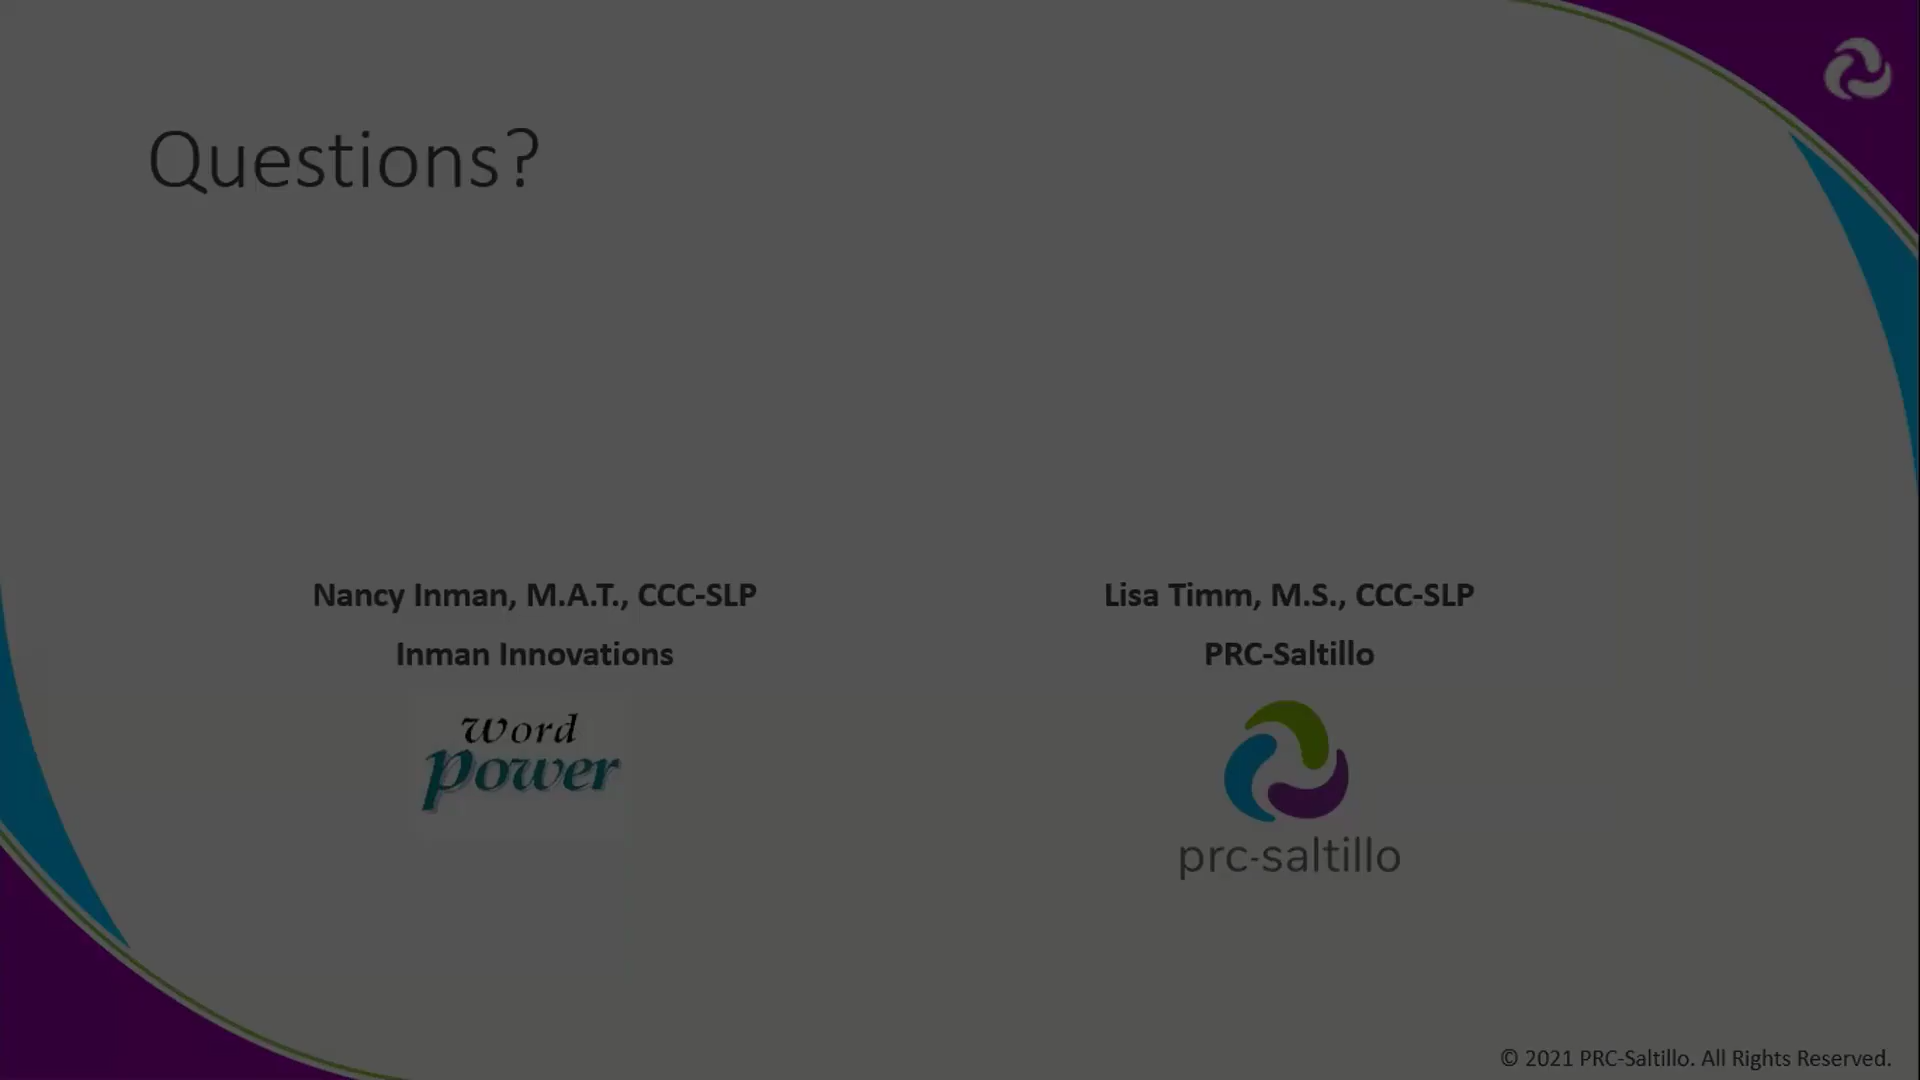 Questions?
Nancy Inman, M.A.T., CCC-SLP
Inman Innovations
Word
Power
Lisa Timm, M.S., CCC-SLP
PRC-Saltillo
prc-saltillo
© 2021 PRC-Saltillo. All Rights Reserved.